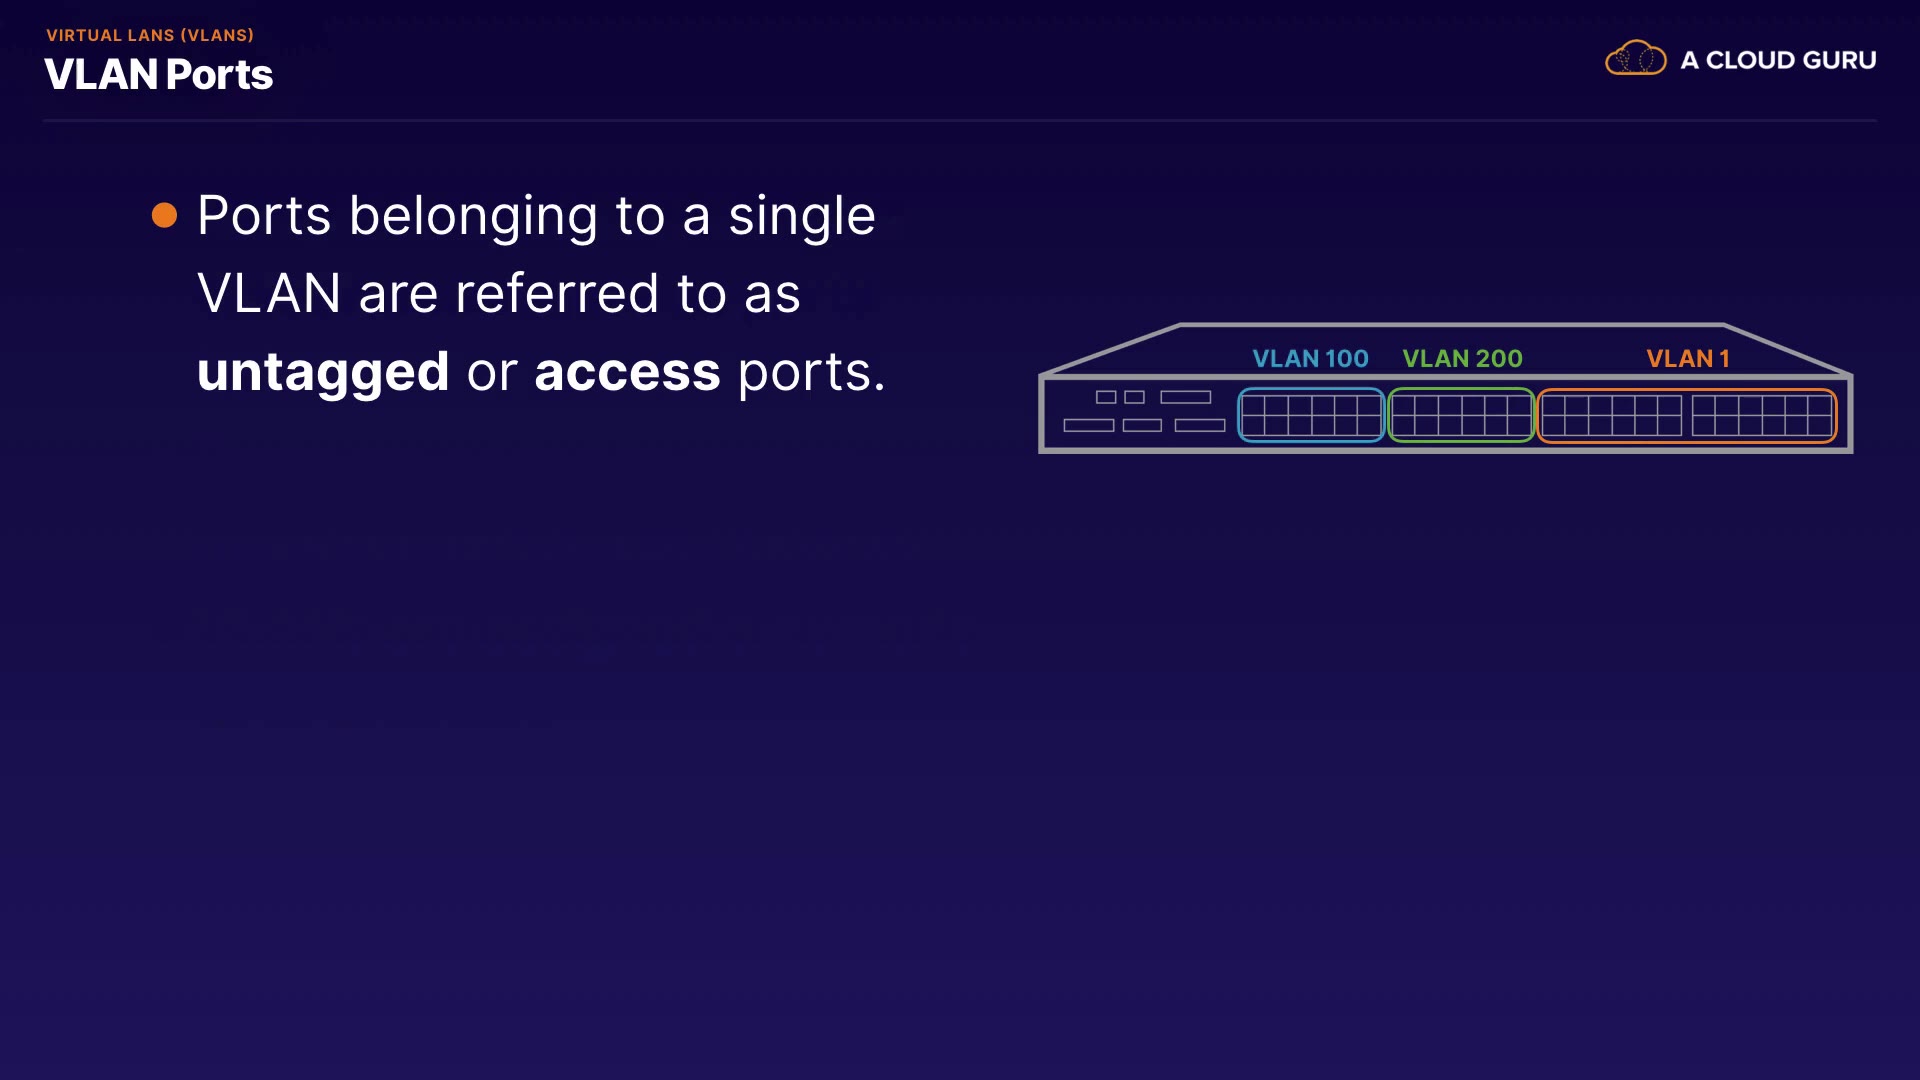 VIRTUAL LANS (VLANS)
VLAN Ports
A CLOUD GURU
Ports belonging to a single
VLAN are referred to as
untagged or access ports.
VLAN 100 VLAN 200 VLAN 1